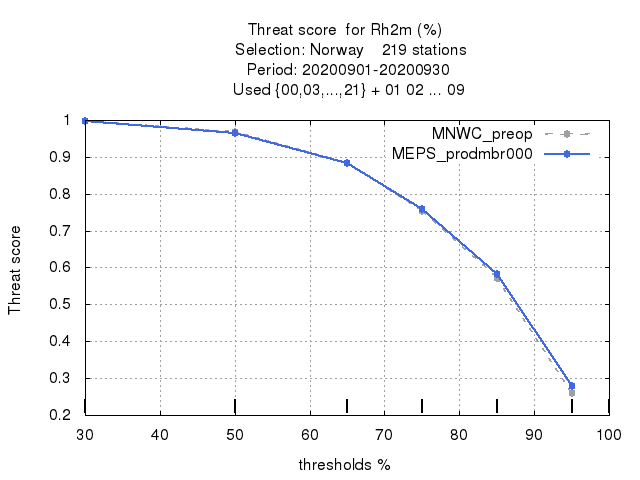 Threat score  for Rh2m (%)
Selection: Norway    219 stations
Period: 20200901-20200930
Used {00,03,...,21} + 01 02 ... 09
MNWC_preop
MEPS_prodmbr000
Threat score
1
0.9
0.8
0.7
0.6
0.5
0.4
0.3
0.2
30 40 50 60 70 80 90 100
thresholds %